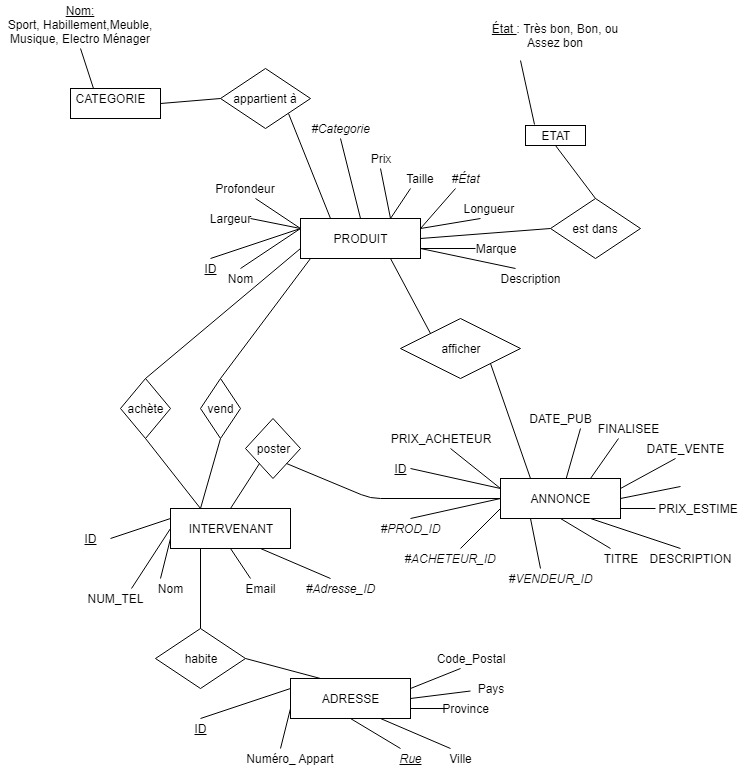 Nom:
Sport, Habillement,Meuble,
Musique, Electro Ménager
État : Très bon, Bon, ou
Assez bon
CATEGORIE
appartient à
#Categorie
ETAT
Prix
Taille
#État
Profondeur
Largeur
Longueur
PRODUIT
est dans
Marque
ID
Nom
Description
afficher
achète
vend
DATE_PUB
FINALISEE
PRIX_ACHETEUR
poster
DATE_VENTE
ID
ANNONCE
PRIX_ESTIME
INTERVENANT
#PROD_ID
ID
#ACHETEUR_ID
TITRE
DESCRIPTION
#VENDEUR_ID
NUM_TEL
Nom
Email
#Adresse_ID
habite
Code_Postal
Pays
ADRESSE
Province
ID
Numéro_ Appart
Rue
Ville